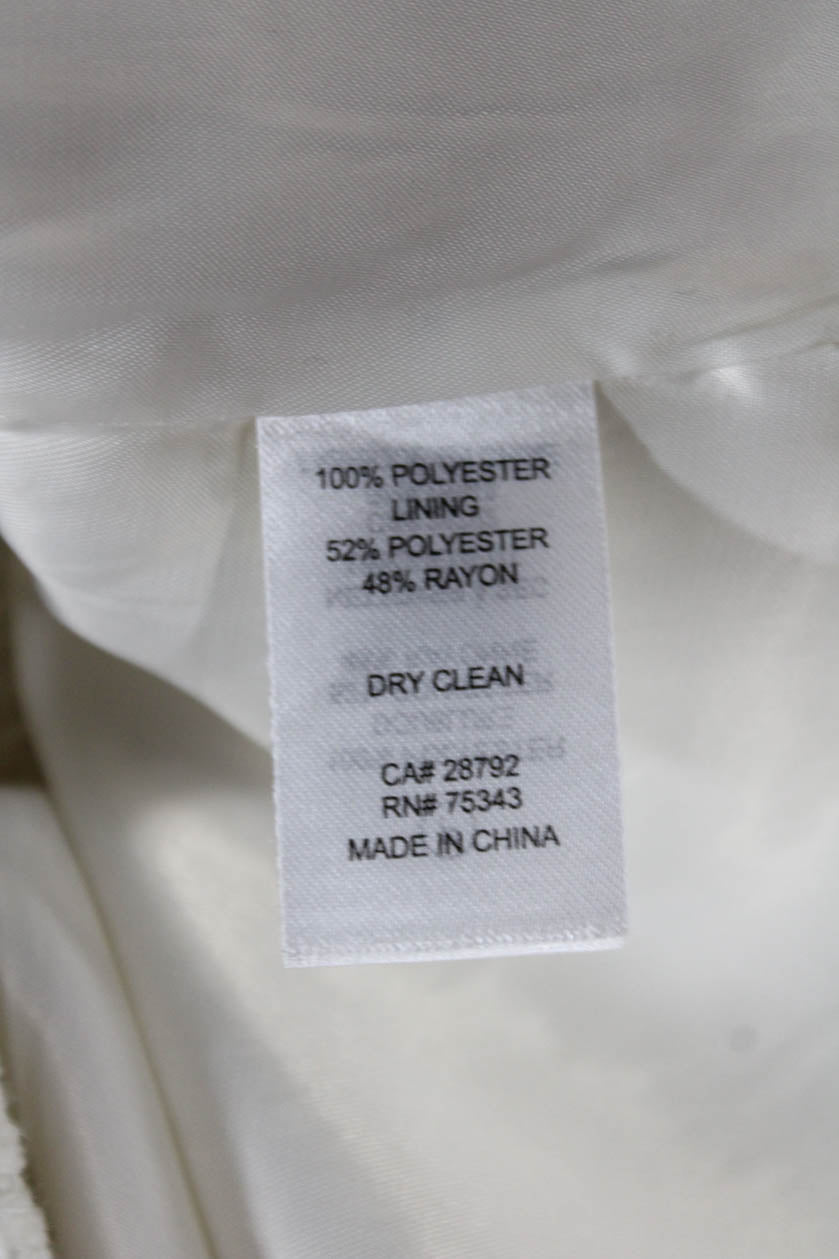 100% POLYESTER
LINING
52% POLYESTER
48% RAYON
DRY CLEAN
CA# 28792
RN# 75343
MADE IN CHINA